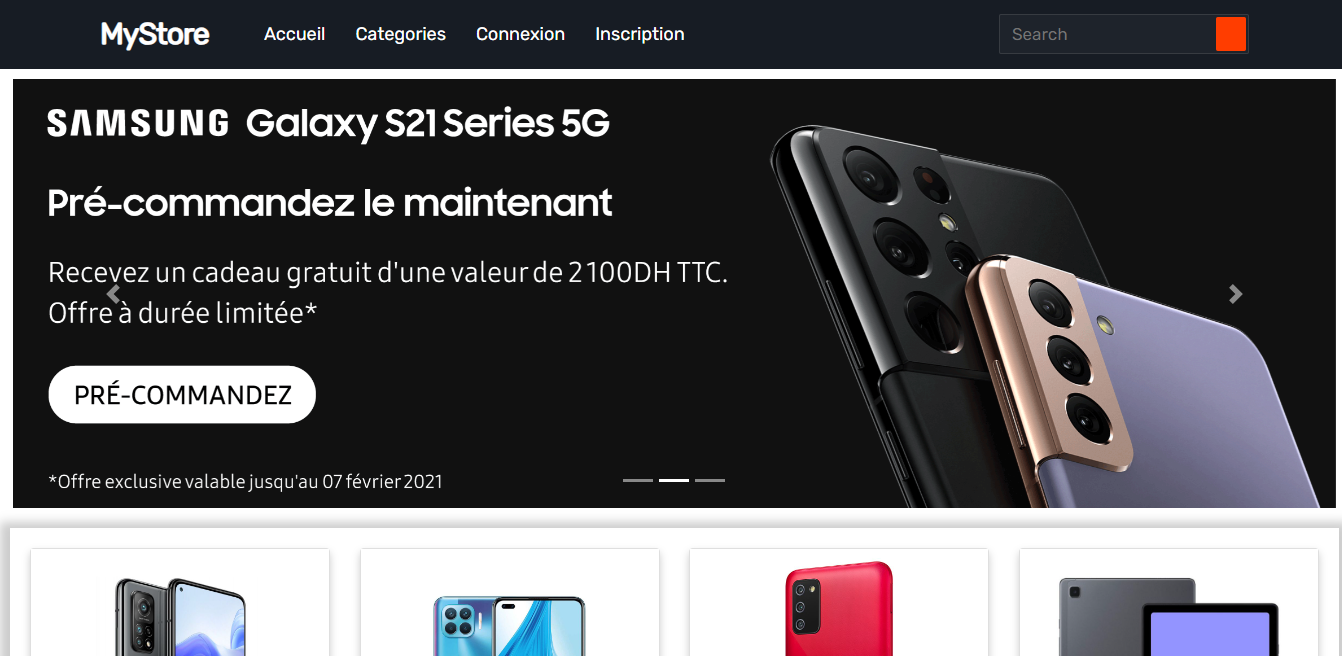 MyStore
Accueil Categories Connexion Inscription
Search
SAMSUNG Galaxy S21 Series 5G
Pré-commandez le maintenant
Recevez un cadeau gratuit d'une valeur de 2100DH TTC.
Offre à durée limitée*
PRÉ-COMMANDEZ
*Offre exclusive valable jusqu'au 07 février 2021